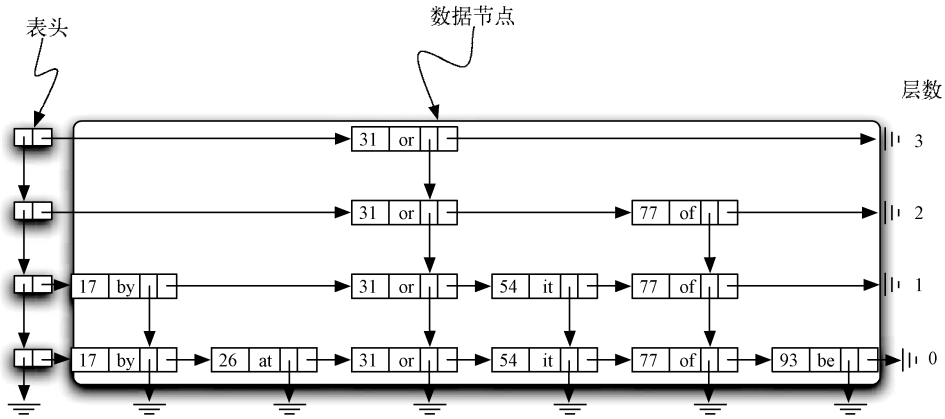 表头
数据节点
层数
31 or 3
31 or 77 of 2
17 by 31 or 54 it 77 of 1
17 by 26 at 31 or 54 it 77 of 93 be 0